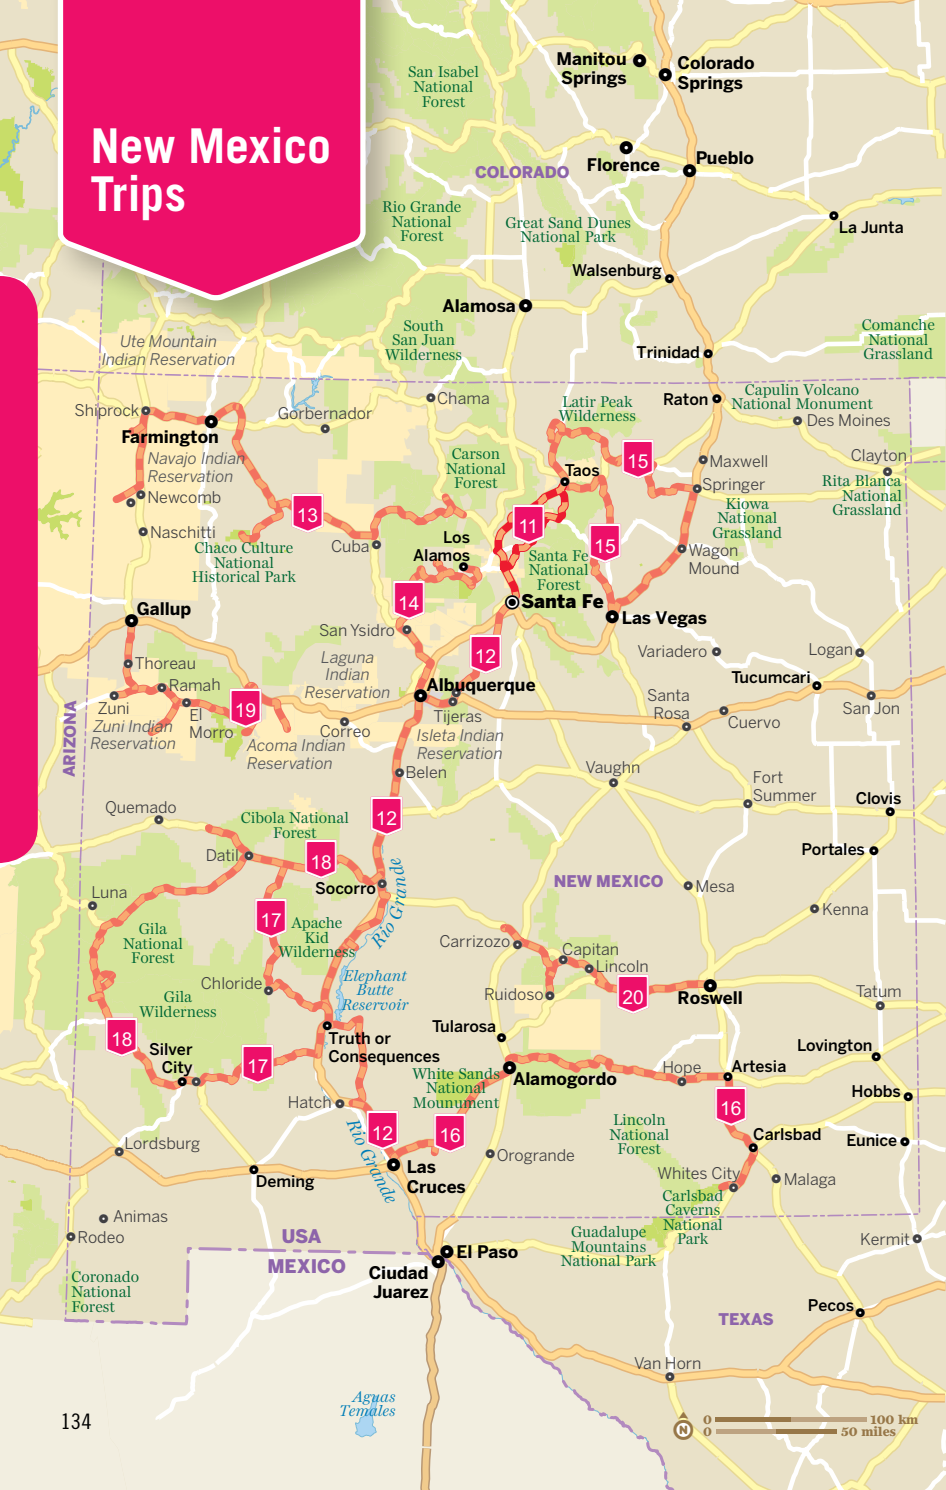 New Mexico
Trips
Manitou
Springs
Colorado
Springs
San Isabel
National
Forest
Florence
Pueblo
COLORADO
Rio Grande
National
Forest
Great Sand Dunes
National Park
La Junta
Walsenburg
Alamosa
South
San Juan
Wilderness
Comanche
National
Grassland
Ute Mountain
Indian Reservation
Trinidad
Chama
Raton
Capulin Volcano
National Monument
Des Moines
Latir Peak
Wilderness
Shiprock
Gorbernador
Farmington
Navajo Indian
Reservation
Carson
National
Forest
Taos
15
Maxwell
Springer
Clayton
Rita Blanca
National
Grassland
Kiowa
National
Grassland
Newcomb
13
11
Naschitti
Chaco Culture
National
Historical Park
Cuba
Los
Alamos
15
Santa Fe
National
Forest
Wagon
Mound
14
Santa Fe
Gallup
Las Vegas
San Ysidro
12
Variadero
Logan
Thoreau
Laguna
Indian
Reservation
Ramah
Albuquerque
Tucumcari
Zuni
Zuni Indian
Reservation
El
Morro
19
Tijeras
Santa
Rosa
Cuervo
San Jon
Correo
Acoma Indian
Reservation
Isleta Indian
Reservation
ARIZONA
Belen
Vaughn
Fort
Summer
Clovis
Quemado
Cibola National
Forest
12
Datil
18
Socorro
Portales
NEW MEXICO
Mesa
Luna
17
Apache
Kid
Wilderness
Rio Grande
Kenna
Gila
National
Forest
Carrizozo
Capitan
Lincoln
Chloride
Elephant
Butte
Reservoir
Ruidoso
20
Roswell
Tatum
Gila
Wilderness
18
Truth or
Consequences
Tularosa
Lovington
Silver
City
17
White Sands
National
Mounument
Alamogordo
Hope
Artesia
Hobbs
Hatch
16
12
16
Lincoln
National
Forest
Carlsbad
Eunice
Lordsburg
Rio Grande
Las
Cruces
Orogrande
Deming
Whites City
Malaga
Carlsbad
Caverns
National
Park
Animas
Rodeo
USA
MEXICO
El Paso
Ciudad
Juarez
Guadalupe
Mountains
National Park
Kermit
Coronado
National
Forest
TEXAS
Pecos
Van Horn
Aguas
Temales
134
N
0
100 km
0
50 miles